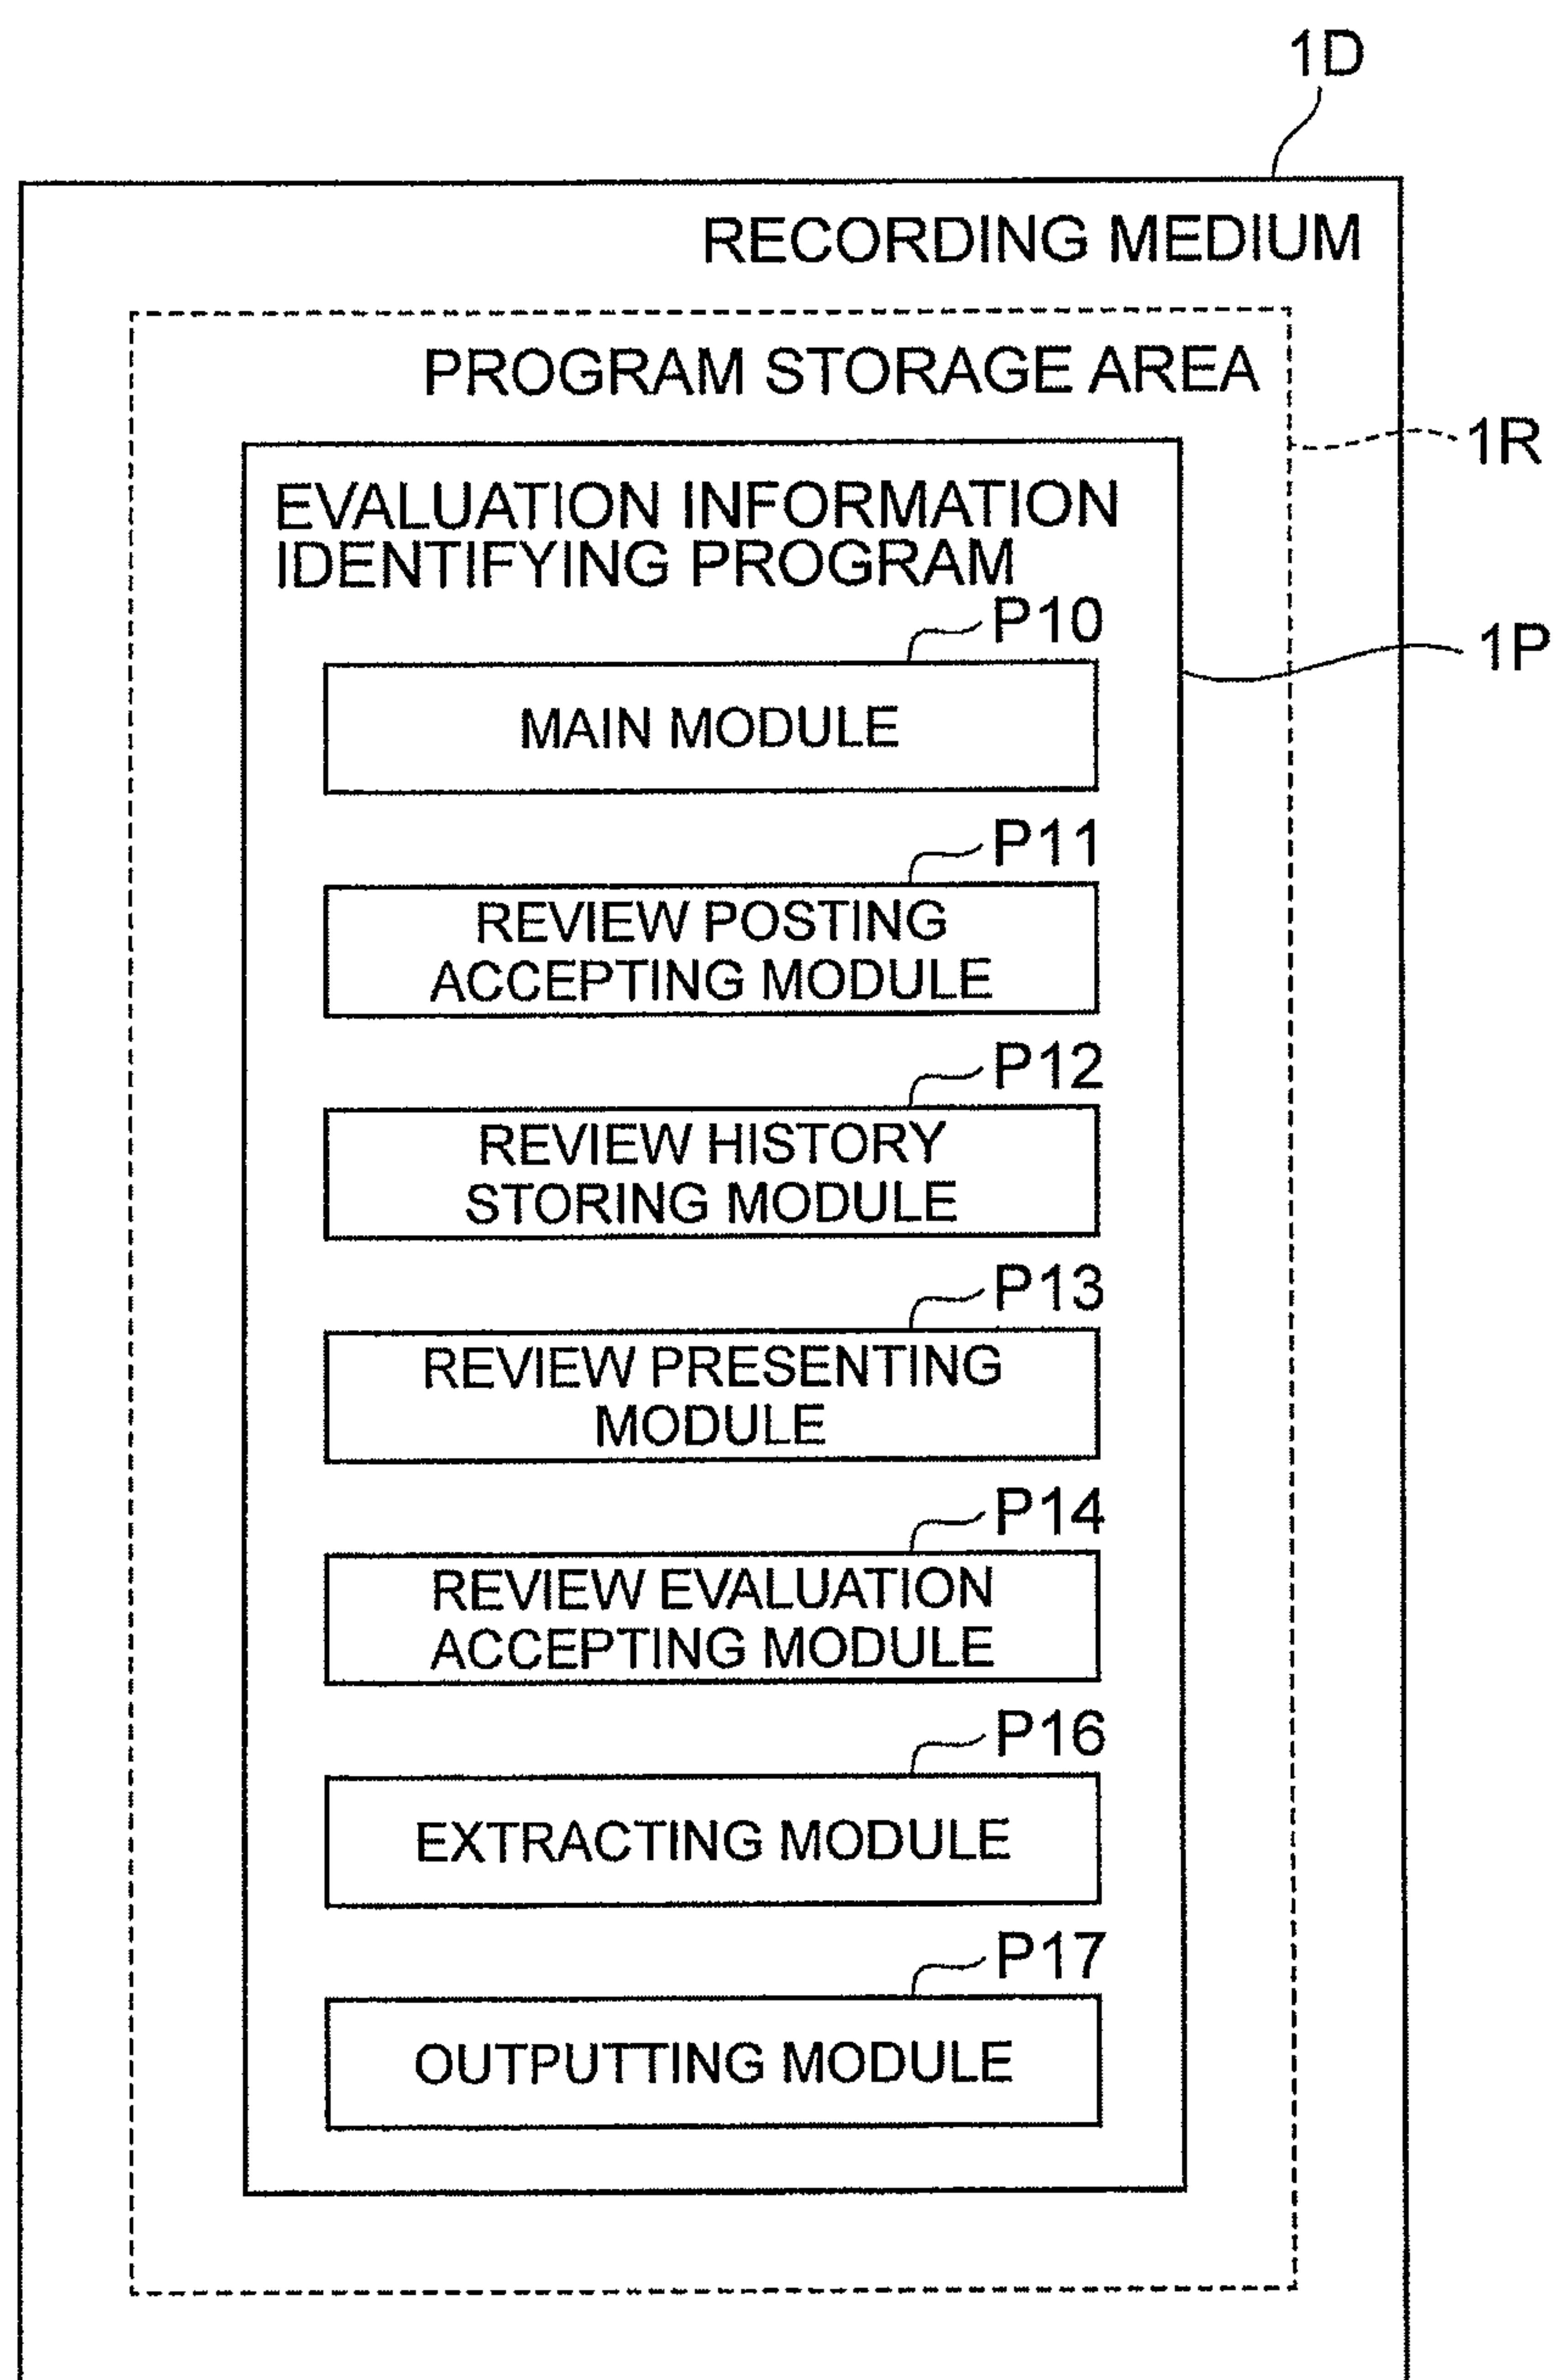 1D
RECORDING MEDIUM
PROGRAM STORAGE AREA
1R
EVALUATION INFORMATION
IDENTIFYING PROGRAM
P10
1P
MAIN MODULE
P11
REVIEW POSTING
ACCEPTING MODULE
P12
REVIEW HISTORY
STORING MODULE
P13
REVIEW PRESENTING
MODULE
P14
REVIEW EVALUATION
ACCEPTING MODULE
P16
EXTRACTING MODULE
P17
OUTPUTTING MODULE